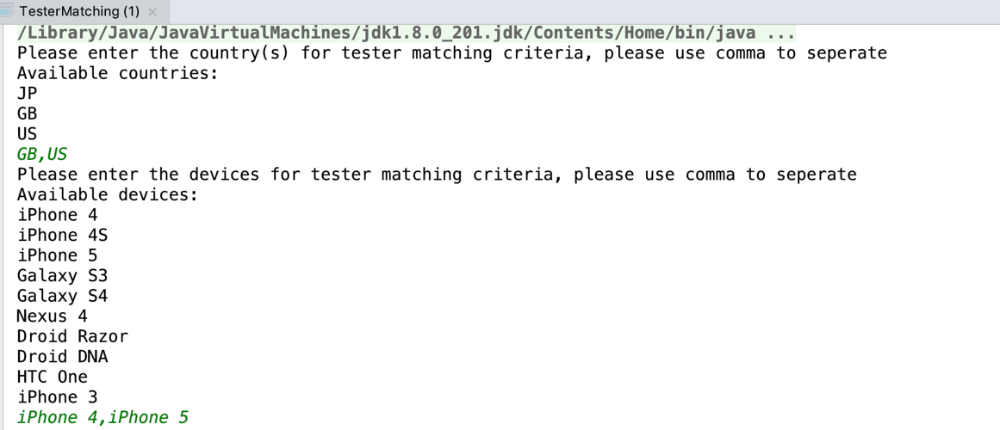 TesterMatching (1)
/Library/Java/JavaVirtualMachines/jdk1.8.0_201.jdk/Contents/Home/bin/java ...
Please enter the country(s) for tester matching criteria, please use comma to seperate
Available countries:
JP
GB
US
GB,US
Please enter the devices for tester matching criteria, please use comma to seperate
Available devices:
iPhone 4
iPhone 4S
iPhone 5
Galaxy S3
Galaxy S4
Nexus 4
Droid Razor
Droid DNA
HTC One
iPhone 3
iPhone 4,iPhone 5